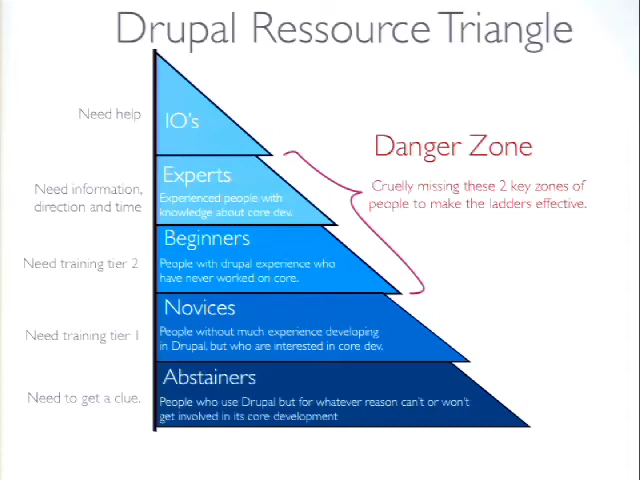 Drupal Ressource Triangle
Need help
IO's
Danger Zone
Cruelly missing these 2 key zones of
people to make the ladders effective.
Need information,
direction and time
Experts
Experienced people with
knowledge about core dev.
Need training tier 2
Beginners
People with drupal experience who
have never worked on core.
Need training tier 1
Novices
People without much experience developing
in Drupal, but who are interested in core dev.
Need to get a clue.
Abstainers
People who use Drupal but for whatever reason can't or won't
get involved in its core development